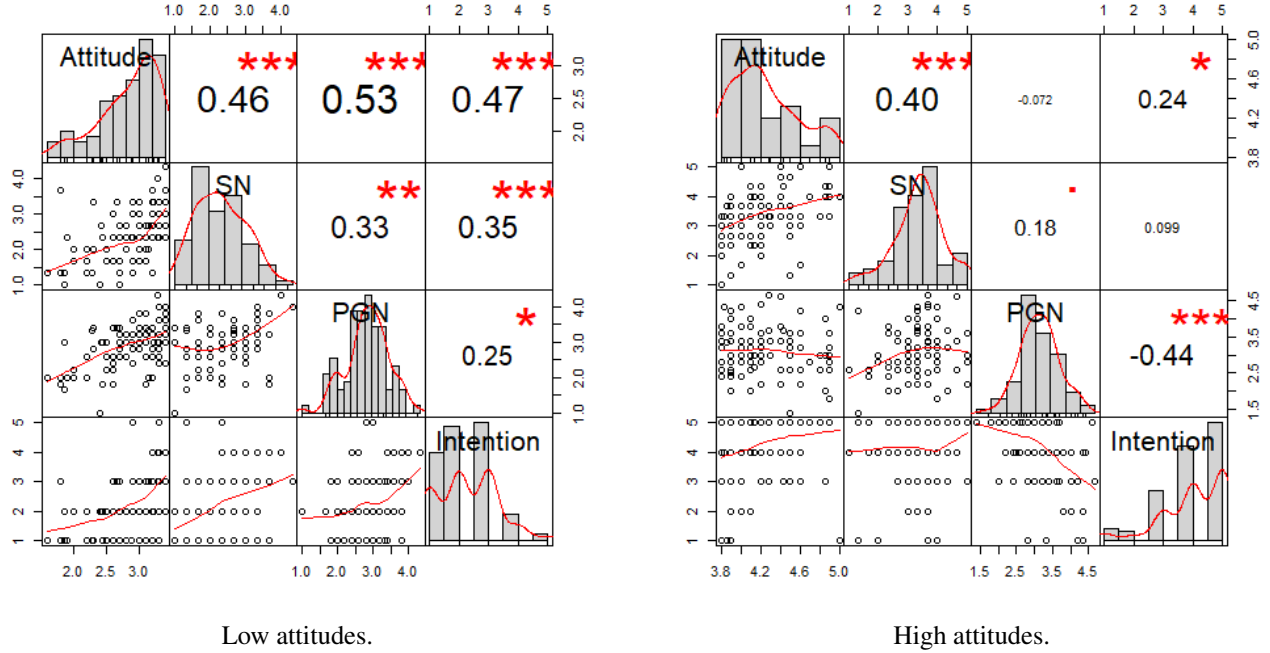 1.0 2.0 4.0 1 2 3 4 5
Attitude *** *** ***
0.46 0.53 0.47
3.0
2.5
2.0
4.0
3.0
2.0
1.0
SN ** ***
0.33 0.35
PGN *
0.25
4.0
3.0
2.0
1.0
5
4
3
2
1
Intention
2.0 2.5 3.0 1.0 2.0 3.0 4.0
Low attitudes.
1 2 3 4 5 1 2 3 4 5
Attitude *** *
0.40 -0.072 0.24
5.0
4.6
4.2
3.8
5
4
3
2
1
SN .
0.18 0.099
PGN ***
-0.44
4.5
3.5
2.5
1.5
5
4
3
2
1
Intention
3.8 4.2 4.6 5.0 1.5 2.5 3.5 4.5
High attitudes.